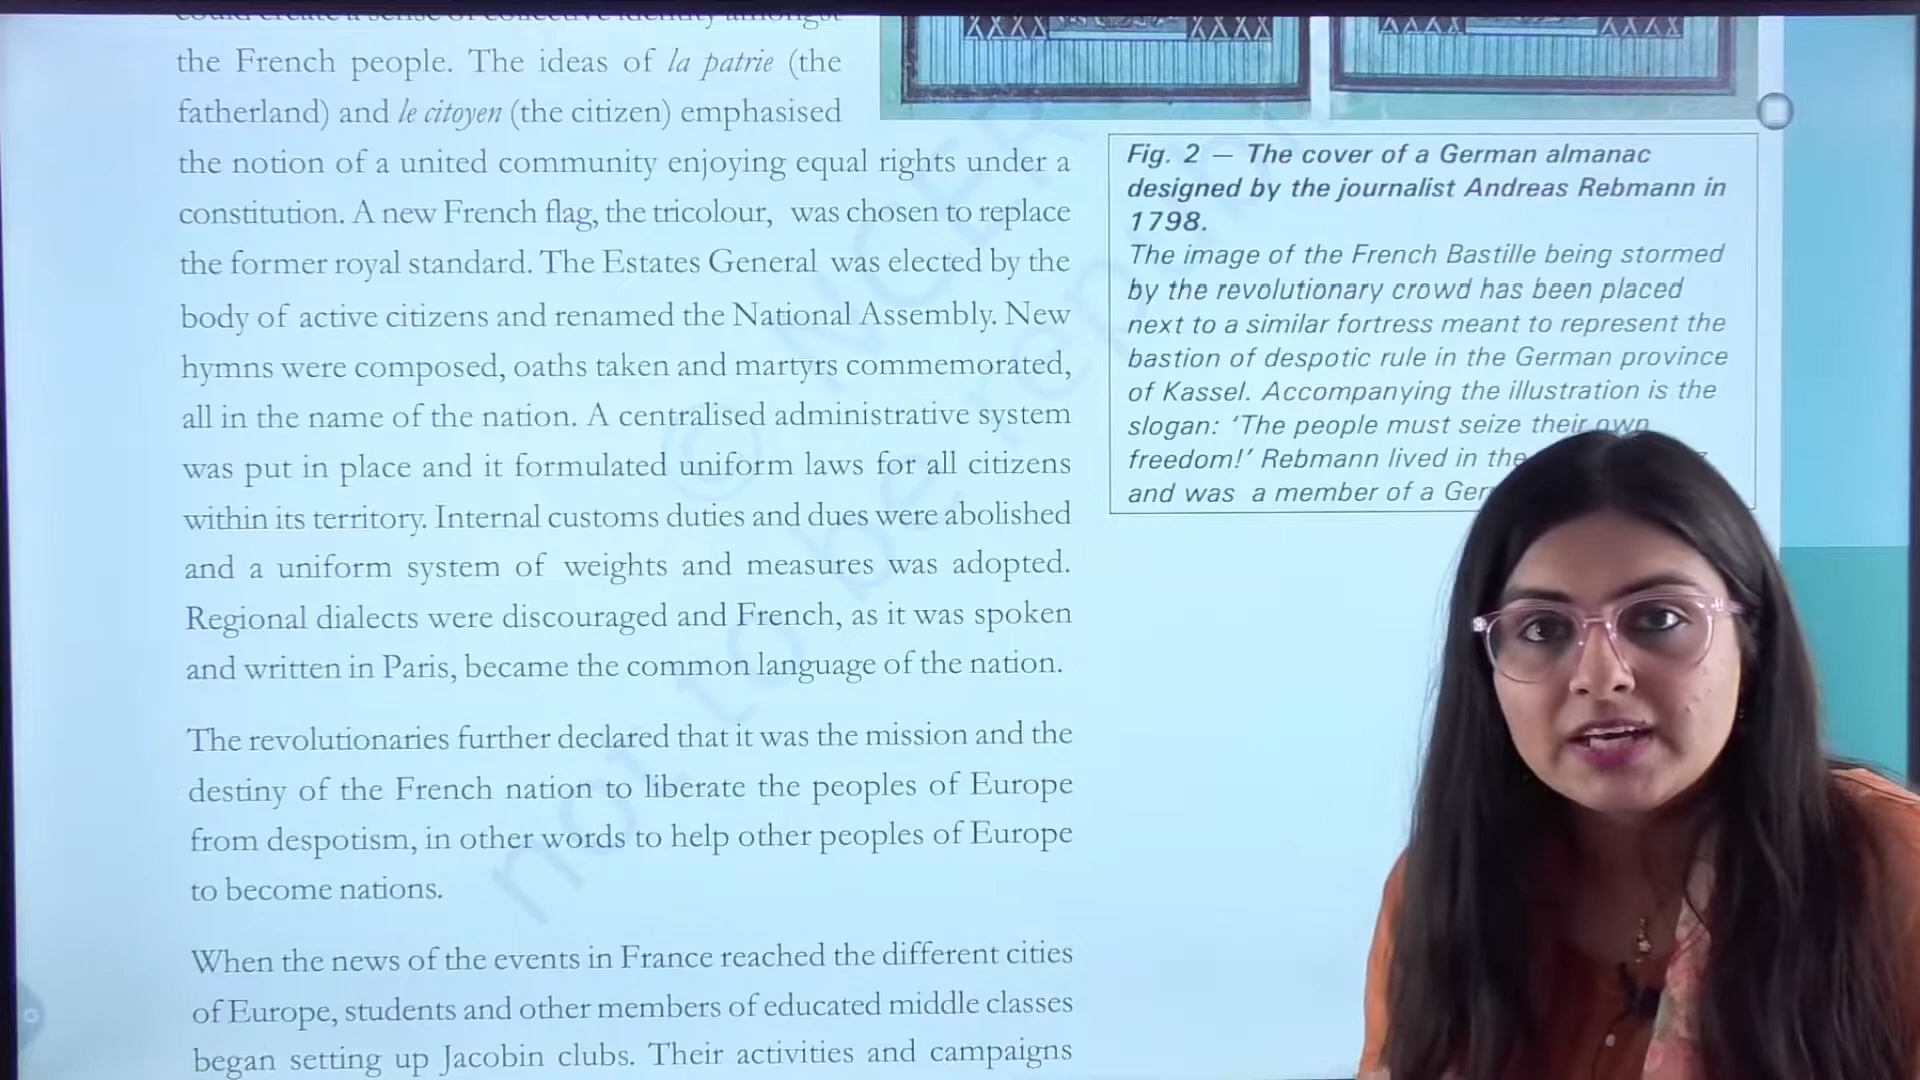 could create a sense of collective identity amongst
the French people. The ideas of la patrie (the
fatherland) and le citoyen (the citizen) emphasised
the notion of a united community enjoying equal rights under a
constitution. A new French flag, the tricolour, was chosen to replace
the former royal standard. The Estates General was elected by the
body of active citizens and renamed the National Assembly. New
hymns were composed, oaths taken and martyrs commemorated,
all in the name of the nation. A centralised administrative system
was put in place and it formulated uniform laws for all citizens
within its territory. Internal customs duties and dues were abolished
and a uniform system of weights and measures was adopted.
Regional dialects were discouraged and French, as it was spoken
and written in Paris, became the common language of the nation.
The revolutionaries further declared that it was the mission and the
destiny of the French nation to liberate the peoples of Europe
from despotism, in other words to help other peoples of Europe
to become nations.
When the news of the events in France reached the different cities
of Europe, students and other members of educated middle classes
began setting up Jacobin clubs. Their activities and campaigns
Fig. 2 — The cover of a German almanac
designed by the journalist Andreas Rebmann in
1798.
The image of the French Bastille being stormed
by the revolutionary crowd has been placed
next to a similar fortress meant to represent the
bastion of despotic rule in the German province
of Kassel. Accompanying the illustration is the
slogan: ‘The people must seize their own
freedom!’ Rebmann lived in the
and was a member of a
© NCERT
not to be